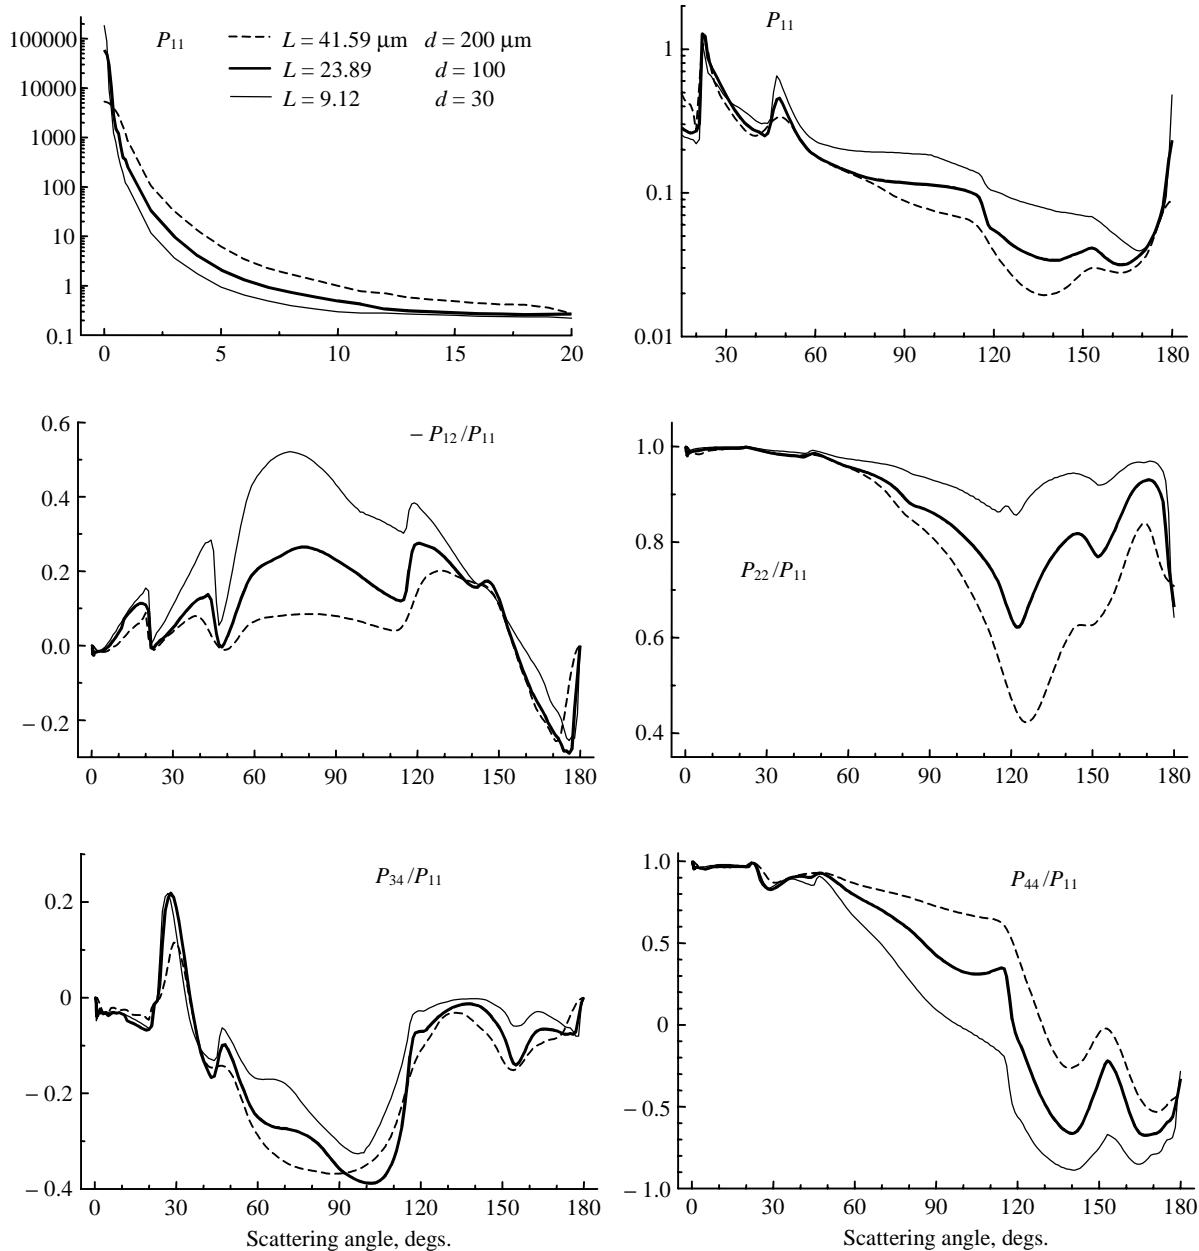 P11
L = 41.59 µm d = 200 µm
L = 23.89 d = 100
L = 9.12 d = 30
100000
10000
1000
100
10
1
0.1
0 5 10 15 20
P11
1
0.1
0.01
30 60 90 120 150 180
− P12/P11
0.6
0.4
0.2
0.0
− 0.2
0 30 60 90 120 150 180
P22/P11
1.0
0.8
0.6
0.4
0 30 60 90 120 150 180
P34/P11
0.2
0
− 0.2
− 0.4
0 30 60 90 120 150 180
Scattering angle, degs.
P44/P11
1.0
0.5
0
− 0.5
− 1.0
0 30 60 90 120 150 180
Scattering angle, degs.